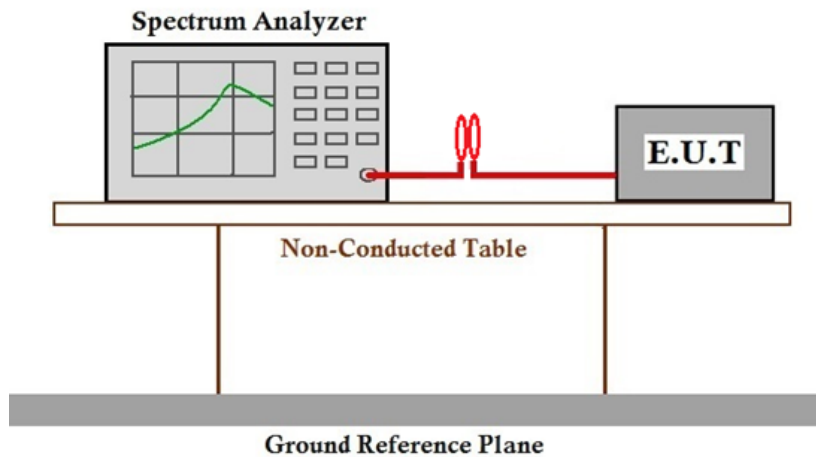 Spectrum Analyzer
E.U.T
Non-Conducted Table
Ground Reference Plane